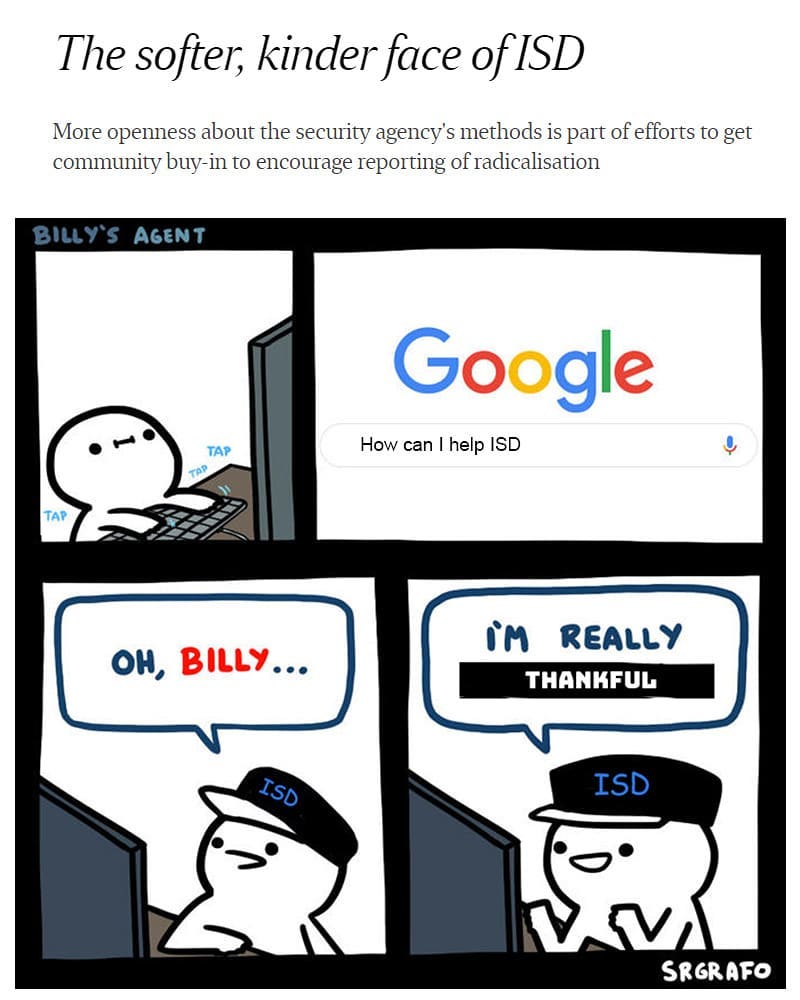 The softer, kinder face of ISD
More openness about the security agency's methods is part of efforts to get
community buy-in to encourage reporting of radicalisation
BILLY'S AGENT
TAP
TAP
TAP
Google
How can I help ISD
OH, BILLY...
I'M REALLY
THANKFUL
ISD
ISD
SRGRAFO